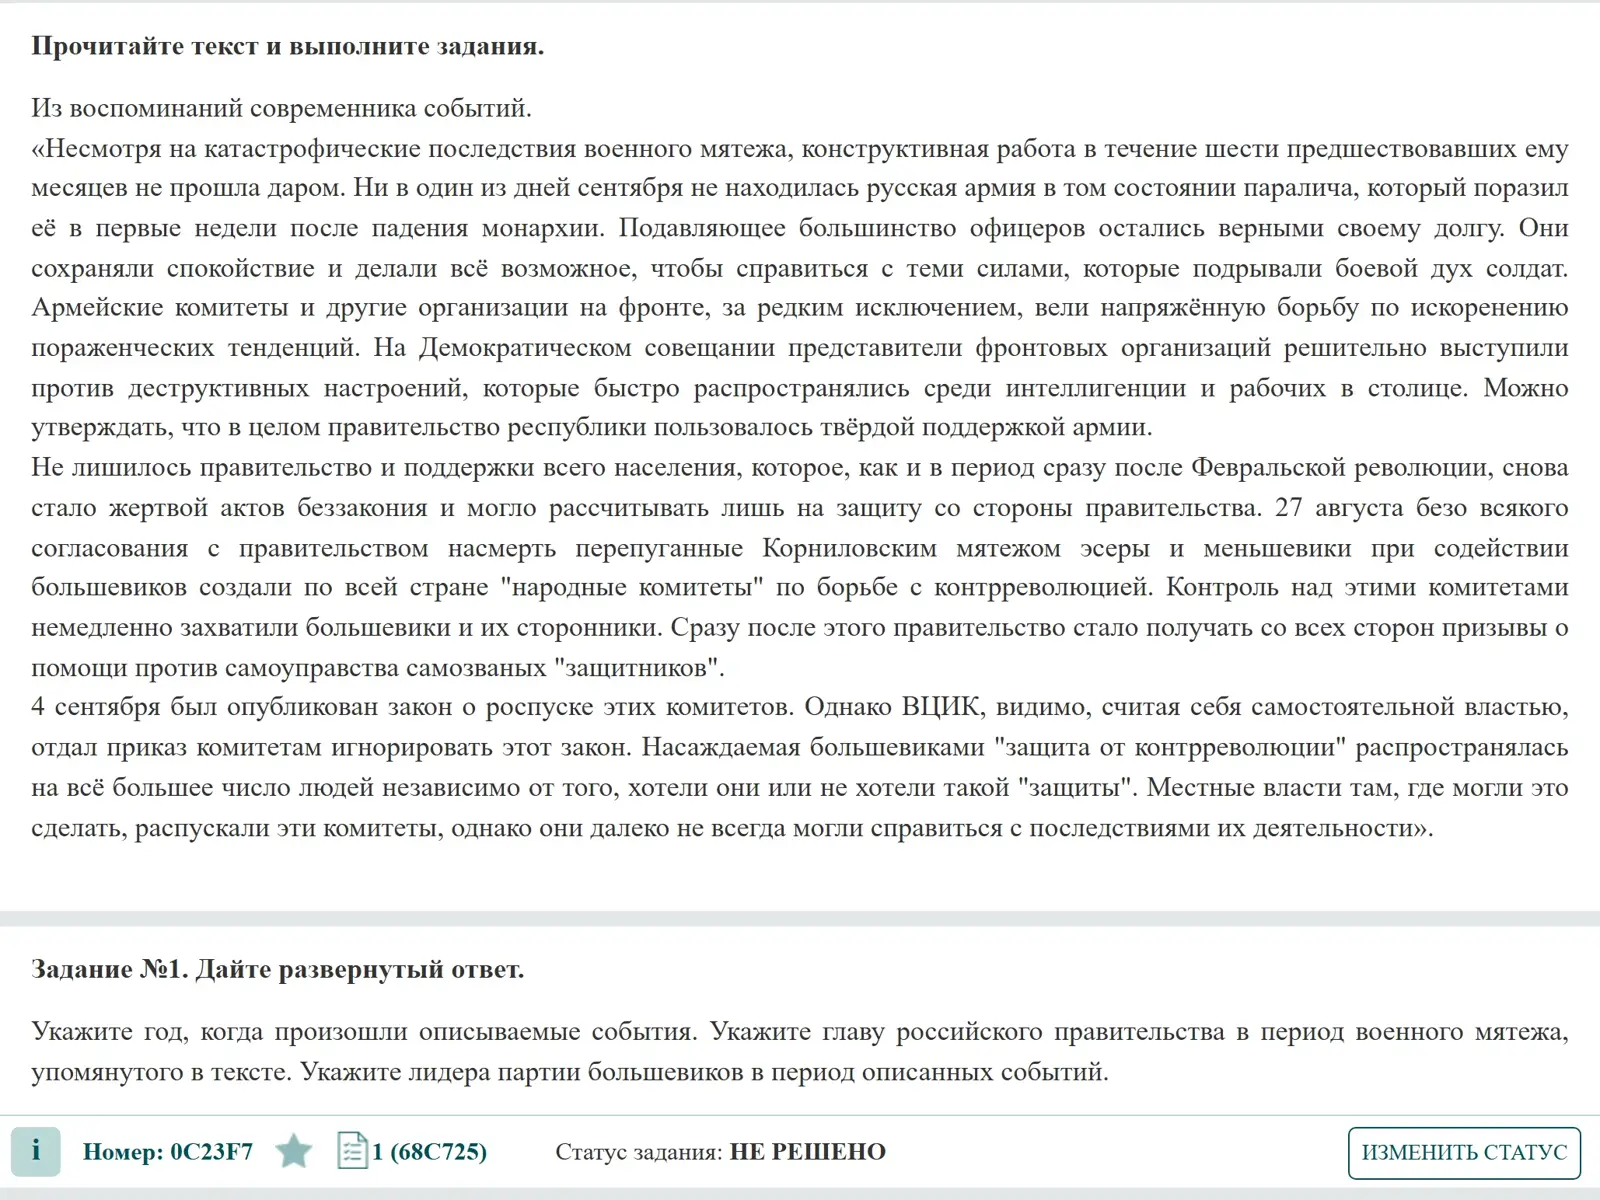 Прочитайте текст и выполните задания.
Из воспоминаний современника событий.
«Несмотря на катастрофические последствия военного мятежа, конструктивная работа в течение шести предшествовавших ему
месяцев не прошла даром. Ни в один из дней сентября не находилась русская армия в том состоянии паралича, который поразил
её в первые недели после падения монархии. Подавляющее большинство офицеров остались верными своему долгу. Они
сохраняли спокойствие и делали всё возможное, чтобы справиться с теми силами, которые подрывали боевой дух солдат.
Армейские комитеты и другие организации на фронте, за редким исключением, вели напряжённую борьбу по искоренению
пораженческих тенденций. На Демократическом совещании представители фронтовых организаций решительно выступили
против деструктивных настроений, которые быстро распространялись среди интеллигенции и рабочих в столице. Можно
утверждать, что в целом правительство республики пользовалось твёрдой поддержкой армии.
Не лишилось правительство и поддержки всего населения, которое, как и в период сразу после Февральской революции, снова
стало жертвой актов беззакония и могло рассчитывать лишь на защиту со стороны правительства. 27 августа безо всякого
согласования с правительством насмерть перепуганные Корниловским мятежом эсеры и меньшевики при содействии
большевиков создали по всей стране "народные комитеты" по борьбе с контрреволюцией. Контроль над этими комитетами
немедленно захватили большевики и их сторонники. Сразу после этого правительство стало получать со всех сторон призывы о
помощи против самоуправства самозваных "защитников".
4 сентября был опубликован закон о роспуске этих комитетов. Однако ВЦИК, видимо, считая себя самостоятельной властью,
отдал приказ комитетам игнорировать этот закон. Насаждаемая большевиками "защита от контрреволюции" распространялась
на всё большее число людей независимо от того, хотели они или не хотели такой "защиты". Местные власти там, где могли это
сделать, распускали эти комитеты, однако они далеко не всегда могли справиться с последствиями их деятельности».
Задание №1. Дайте развернутый ответ.
Укажите год, когда произошли описываемые события. Укажите главу российского правительства в период военного мятежа,
упомянутого в тексте. Укажите лидера партии большевиков в период описанных событий.
i Номер: 0C23F7 1 (68C725) Статус задания: НЕ РЕШЕНО ИЗМЕНИТЬ СТАТУС